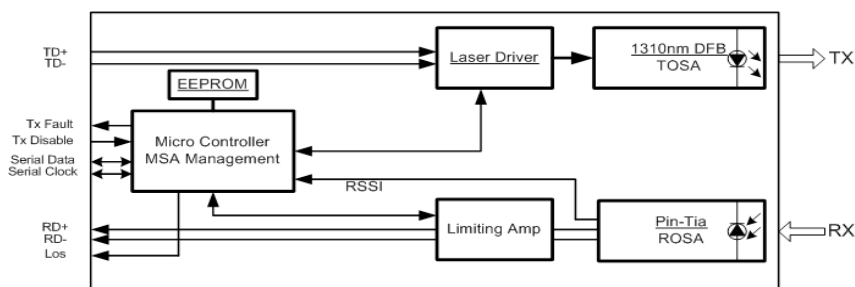 TD+
TD-
Laser Driver
1310nm DFB
TOSA
TX
EEPROM
Tx Fault
Tx Disable
Serial Data
Serial Clock
Micro Controller
MSA Management
RSSI
RD+
RD-
Los
Limiting Amp
Pin-Tia
ROSA
RX